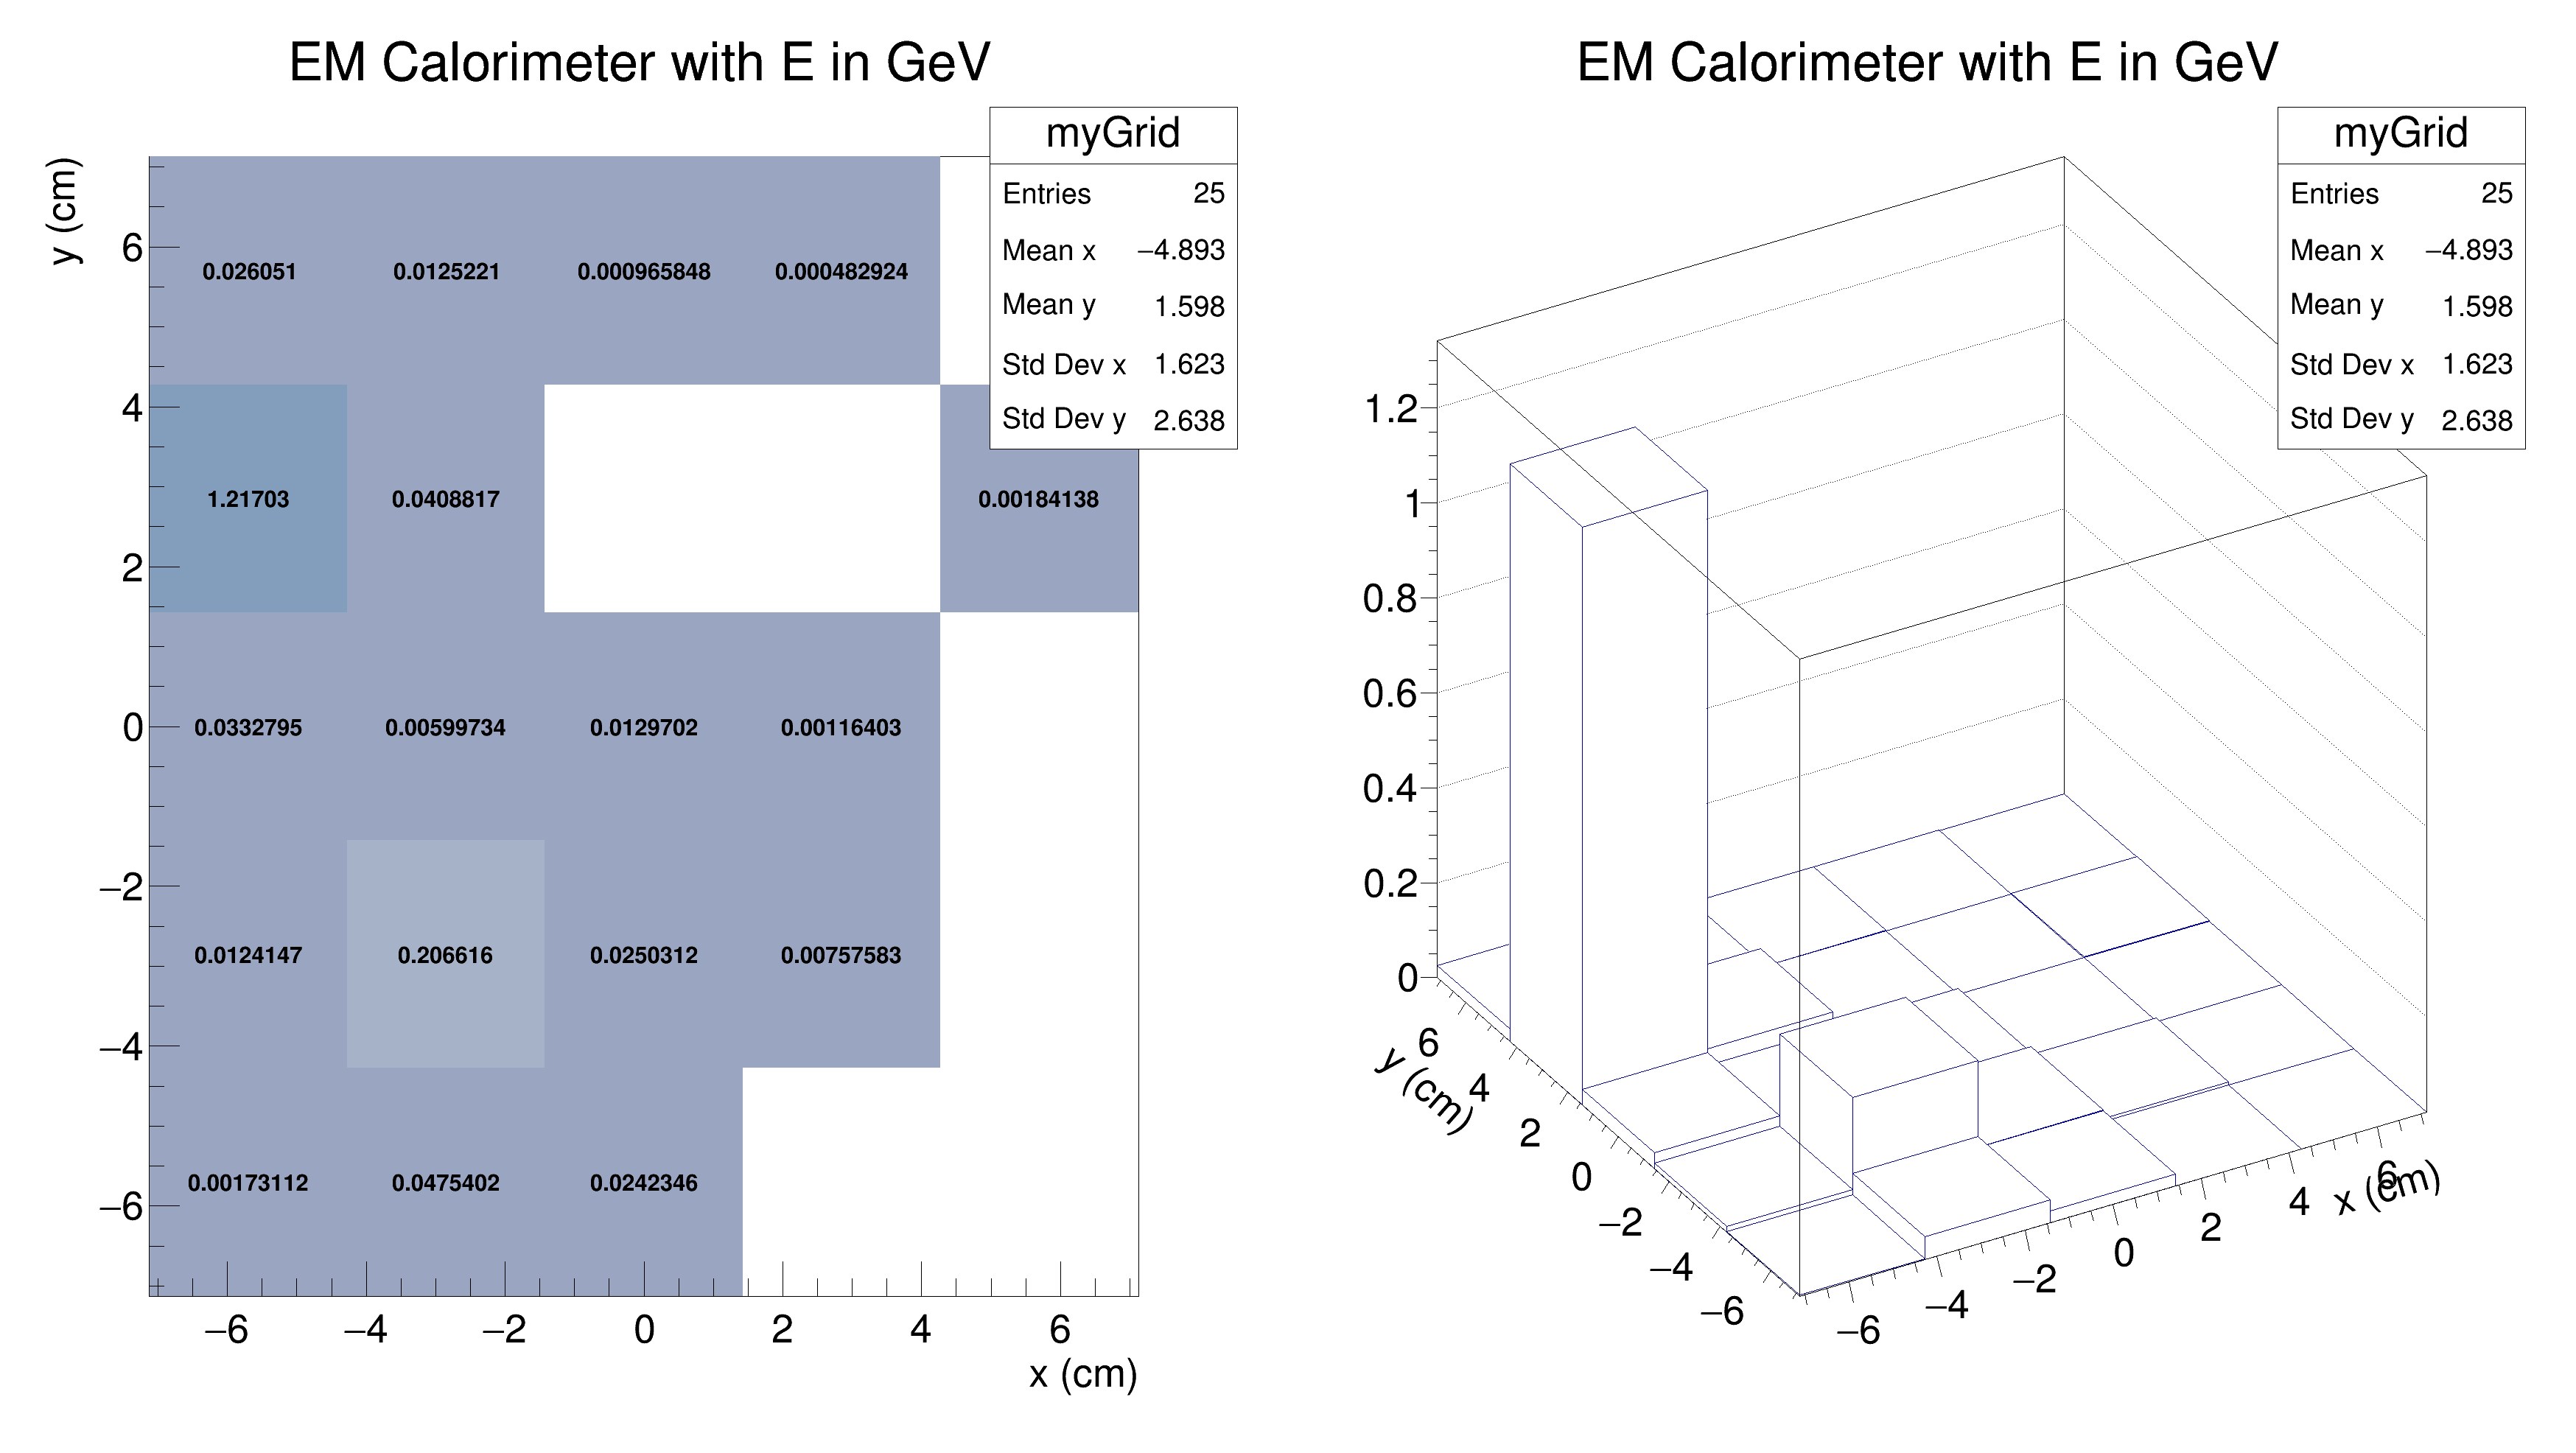 EM Calorimeter with E in GeV
myGrid
Entries 25
Mean x −4.893
Mean y 1.598
Std Dev x 1.623
Std Dev y 2.638
y (cm)
6
4
2
0
−2
−4
−6
0.026051 0.0125221 0.000965848 0.000482924
1.21703 0.0408817 0.00184138
0.0332795 0.00599734 0.0129702 0.00116403
0.0124147 0.206616 0.0250312 0.00757583
0.00173112 0.0475402 0.0242346
−6 −4 −2 0 2 4 6
x (cm)
EM Calorimeter with E in GeV
myGrid
Entries 25
Mean x −4.893
Mean y 1.598
Std Dev x 1.623
Std Dev y 2.638
1.2
1
0.8
0.6
0.4
0.2
0
6
4
2
0
−2
−4
−6
y (cm)
−6 −4 −2 0 2 4 6
x (cm)